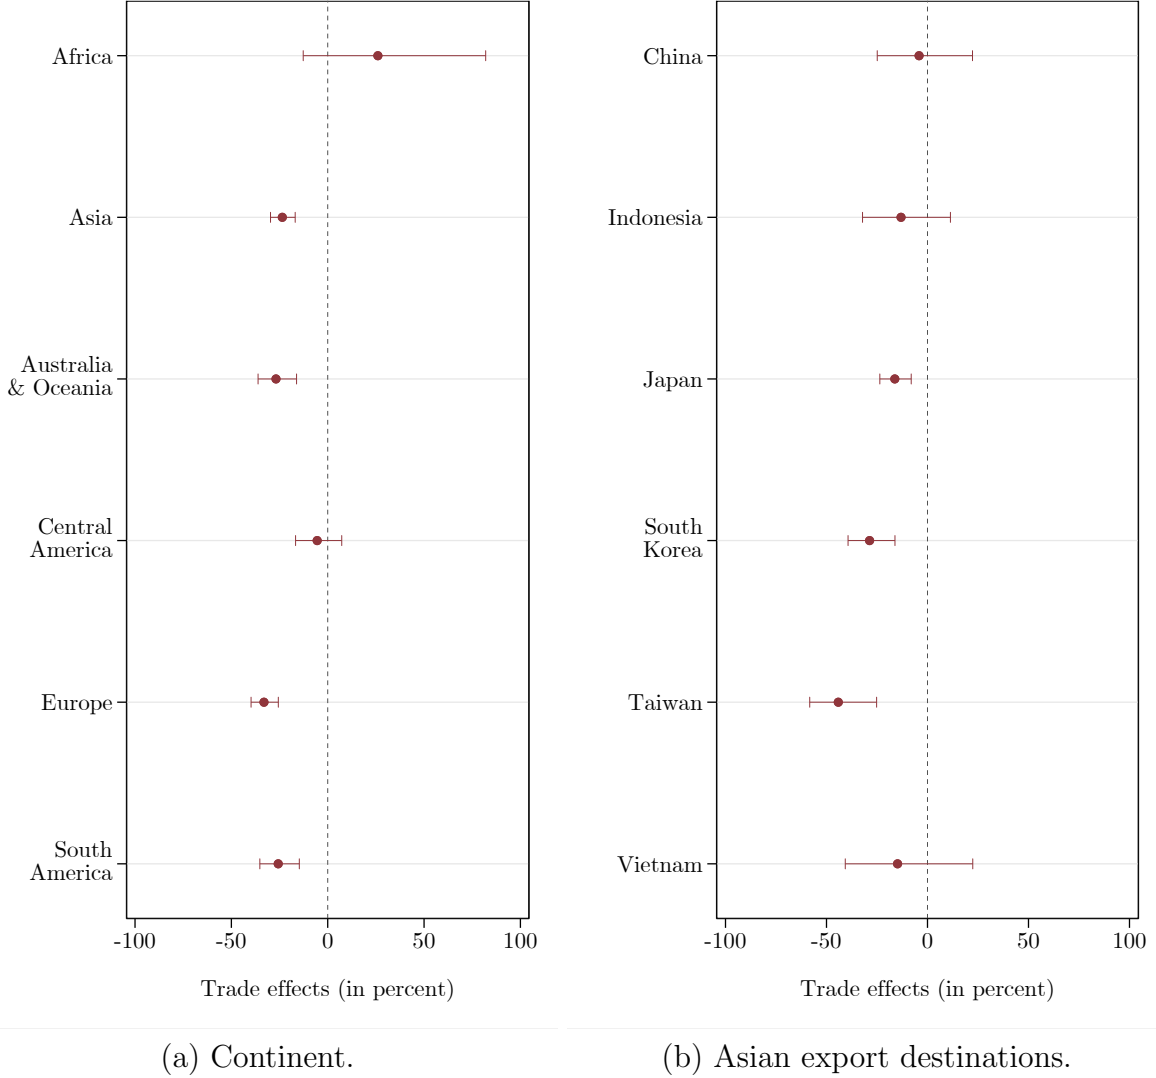 Africa
Asia
Australia
& Oceania
Central
America
Europe
South
America
-100 -50 0 50 100
Trade effects (in percent)
(a) Continent.
China
Indonesia
Japan
South
Korea
Taiwan
Vietnam
-100 -50 0 50 100
Trade effects (in percent)
(b) Asian export destinations.